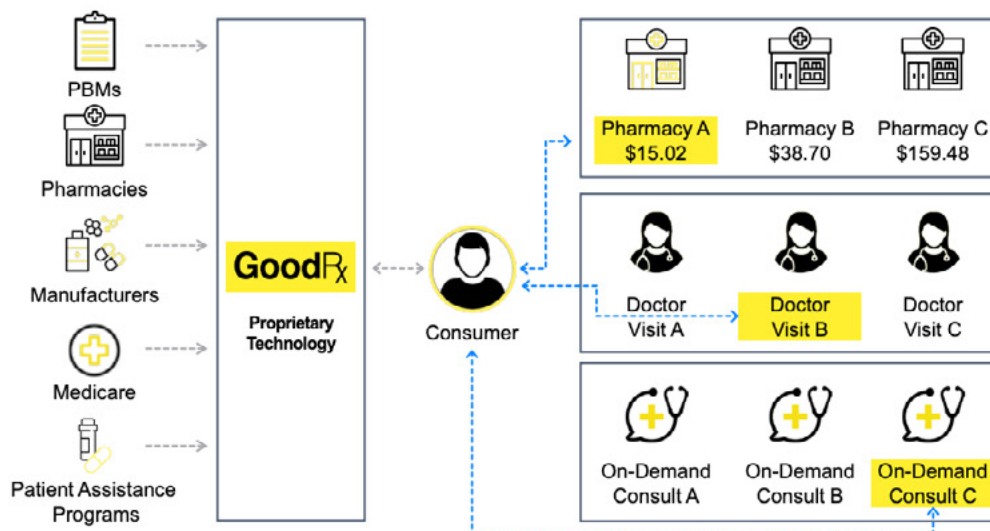 PBMs
Pharmacies
Manufacturers
Medicare
Patient Assistance
Programs
GoodRx
Proprietary
Technology
Consumer
Pharmacy A
$15.02
Pharmacy B
$38.70
Pharmacy C
$159.48
Doctor
Visit A
Doctor
Visit B
Doctor
Visit C
On-Demand
Consult A
On-Demand
Consult B
On-Demand
Consult C